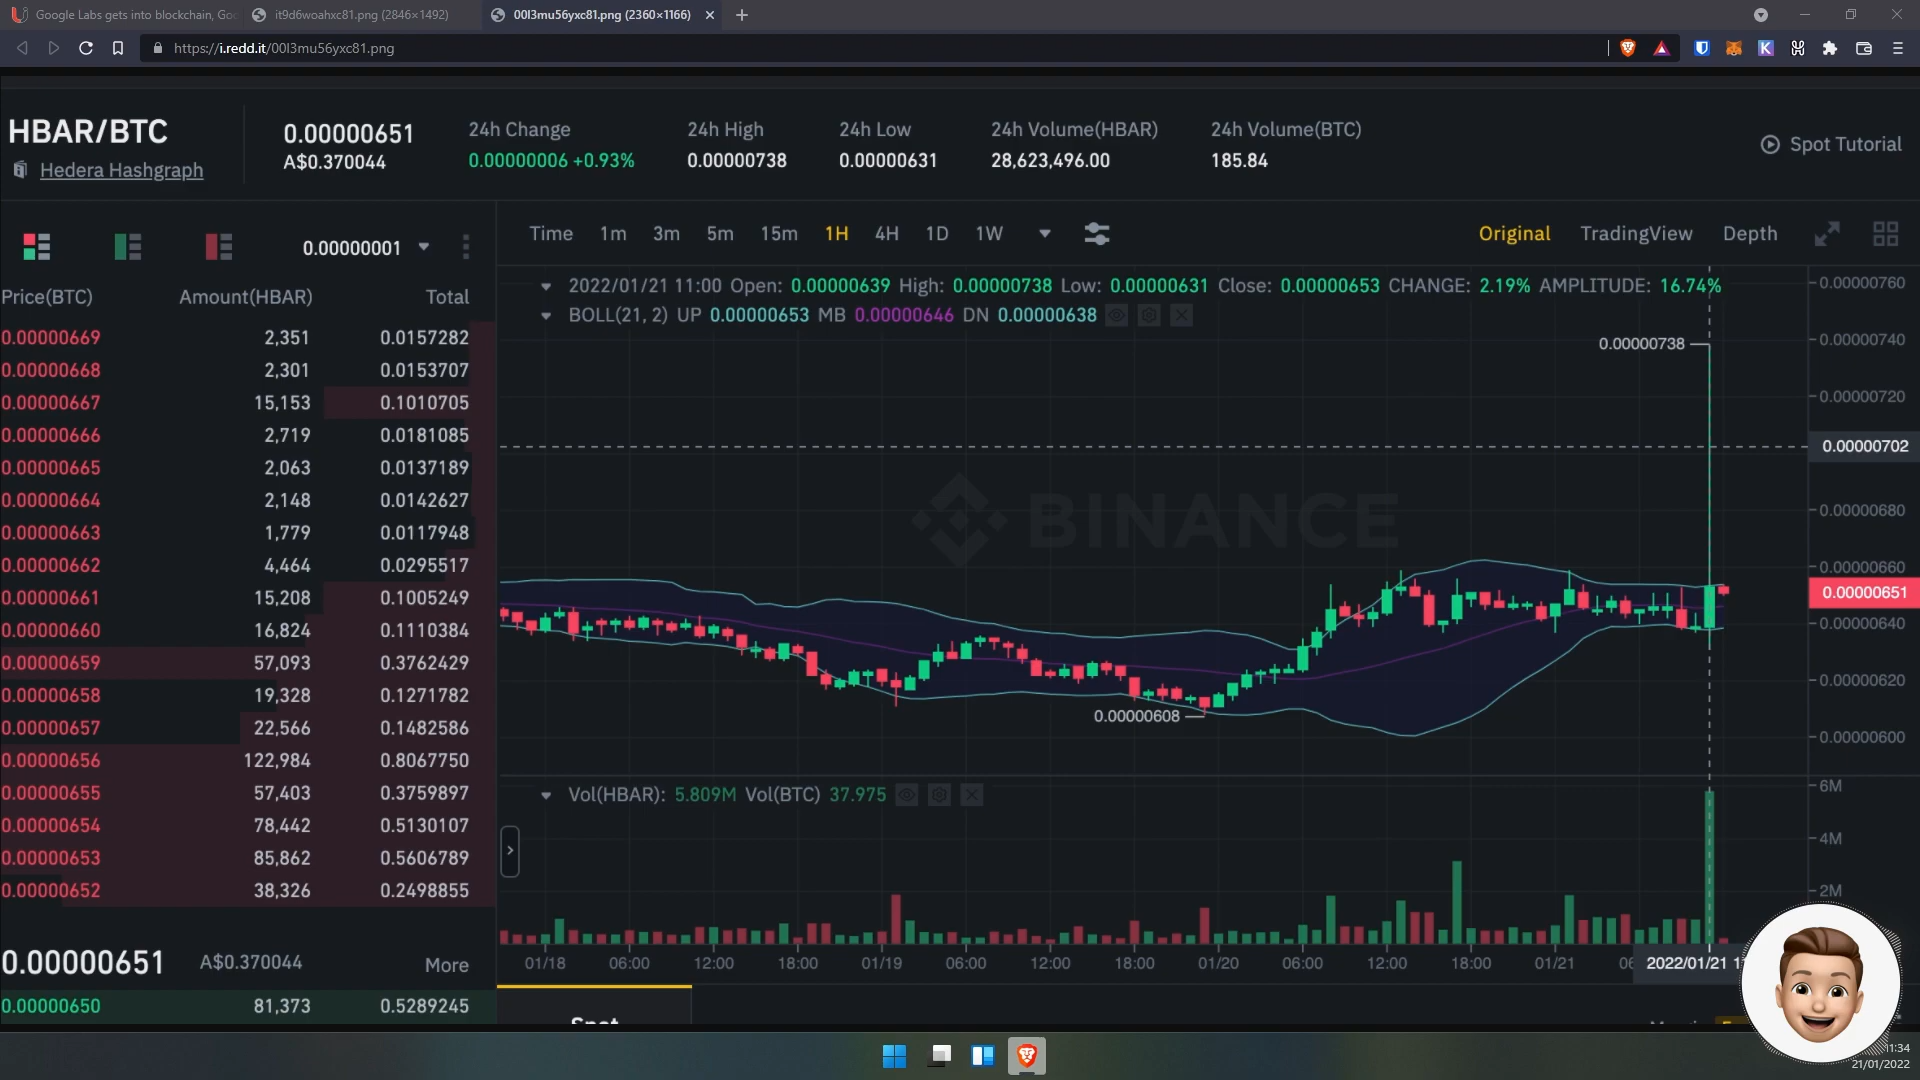 Google Labs gets into blockchain, Goo
it9d6woahxc81.png (2846×1492)
00l3mu56yxc81.png (2360×1166)
https://i.redd.it/00l3mu56yxc81.png
HBAR/BTC
Hedera Hashgraph
0.00000651
A$0.370044
24h Change
0.00000006 +0.93%
24h High
0.00000738
24h Low
0.00000631
24h Volume(HBAR)
28,623,496.00
24h Volume(BTC)
185.84
Spot Tutorial
0.00000001
Price(BTC) Amount(HBAR) Total
0.00000669 2,351 0.0157282
0.00000668 2,301 0.0153707
0.00000667 15,153 0.1010705
0.00000666 2,719 0.0181085
0.00000665 2,063 0.0137189
0.00000664 2,148 0.0142627
0.00000663 1,779 0.0117948
0.00000662 4,464 0.0295517
0.00000661 15,208 0.1005249
0.00000660 16,824 0.1110384
0.00000659 57,093 0.3762429
0.00000658 19,328 0.1271782
0.00000657 22,566 0.1482586
0.00000656 122,984 0.8067750
0.00000655 57,403 0.3759897
0.00000654 78,442 0.5130107
0.00000653 85,862 0.5606789
0.00000652 38,326 0.2498855
0.00000651 A$0.370044 More
0.00000650 81,373 0.5289245
Time 1m 3m 5m 15m 1H 4H 1D 1W
Original TradingView Depth
2022/01/21 11:00 Open: 0.00000639 High: 0.00000738 Low: 0.00000631 Close: 0.00000653 CHANGE: 2.19% AMPLITUDE: 16.74%
BOLL(21, 2) UP 0.00000653 MB 0.00000646 DN 0.00000638
0.00000738
BINANCE
0.00000608
0.00000760
0.00000740
0.00000720
0.00000702
0.00000680
0.00000660
0.00000651
0.00000640
0.00000620
0.00000600
Vol(HBAR): 5.809M Vol(BTC) 37.975
6M
4M
2M
01/18 06:00 12:00 18:00 01/19 06:00 12:00 18:00 01/20 06:00 12:00 18:00 01/21 2022/01/21
Spot
11:34
21/01/2022